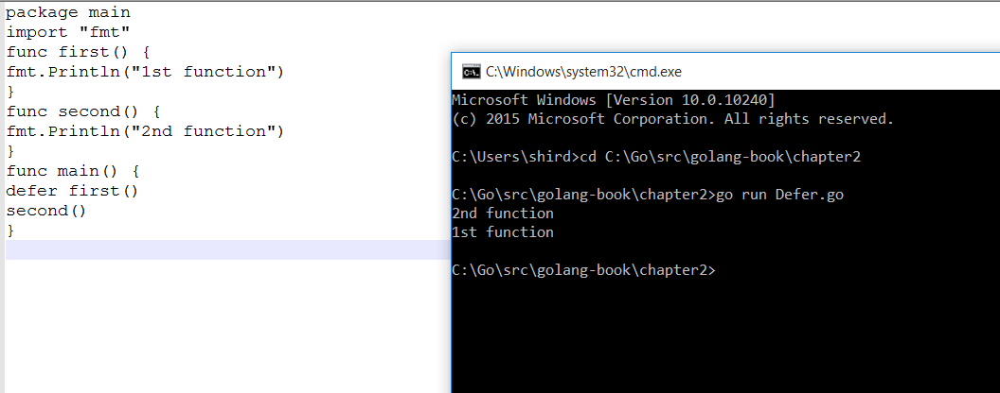 package main
import "fmt"
func first() {
fmt.Println("1st function")
}
func second() {
fmt.Println("2nd function")
}
func main() {
defer first()
second()
}
C:\Windows\system32\cmd.exe
Microsoft Windows [Version 10.0.10240]
(c) 2015 Microsoft Corporation. All rights reserved.
C:\Users\shird>cd C:\Go\src\golang-book\chapter2
C:\Go\src\golang-book\chapter2>go run Defer.go
2nd function
1st function
C:\Go\src\golang-book\chapter2>